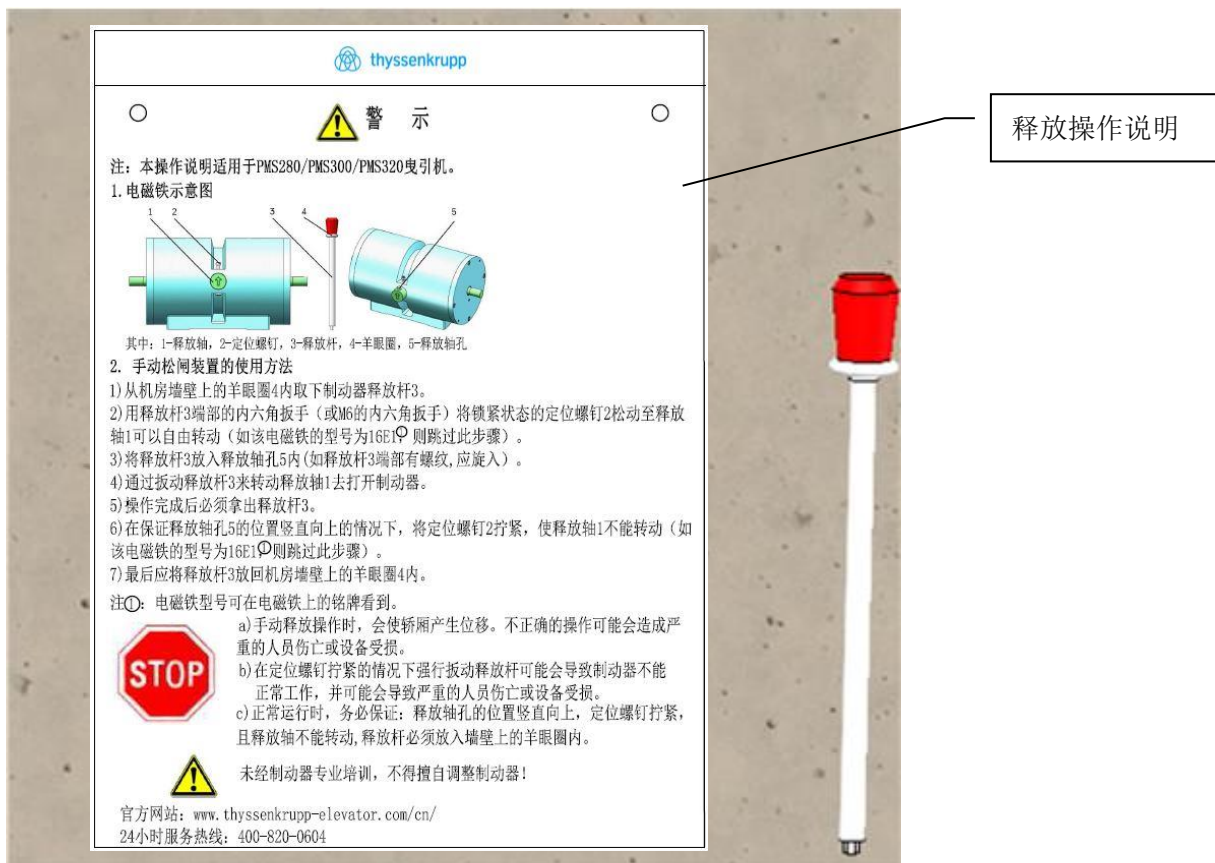 thyssenkrupp
警 示
释放操作说明
注：本操作说明适用于PMS280/PMS300/PMS320曳引机。
1.电磁铁示意图
1 2 3 4 5
其中：1-释放轴，2-定位螺钉，3-释放杆，4-羊眼圈，5-释放轴孔
2. 手动松闸装置的使用方法
1)从机房墙壁上的羊眼圈4内取下制动器释放杆3。
2)用释放杆3端部的内六角扳手（或M6的内六角扳手）将锁紧状态的定位螺钉2松动至释放
轴1可以自由转动（如该电磁铁的型号为16E1① 则跳过此步骤）。
3)将释放杆3放入释放轴孔5内(如释放杆3端部有螺纹,应旋入）。
4)通过扳动释放杆3来转动释放轴1去打开制动器。
5)操作完成后必须拿出释放杆3。
6)在保证释放轴孔5的位置竖直向上的情况下，将定位螺钉2拧紧，使释放轴1不能转动（如
该电磁铁的型号为16E1①则跳过此步骤）。
7)最后应将释放杆3放回机房墙壁上的羊眼圈4内。
注①：电磁铁型号可在电磁铁上的铭牌看到。
STOP
a)手动释放操作时，会使轿厢产生位移。不正确的操作可能会造成严
重的人员伤亡或设备受损。
b)在定位螺钉拧紧的情况下强行扳动释放杆可能会导致制动器不能
正常工作，并可能会导致严重的人员伤亡或设备受损。
c)正常运行时，务必保证：释放轴孔的位置竖直向上，定位螺钉拧紧，
且释放轴不能转动,释放杆必须放入墙壁上的羊眼圈内。
未经制动器专业培训，不得擅自调整制动器！
官方网站：www.thyssenkrupp-elevator.com/cn/
24小时服务热线：400-820-0604